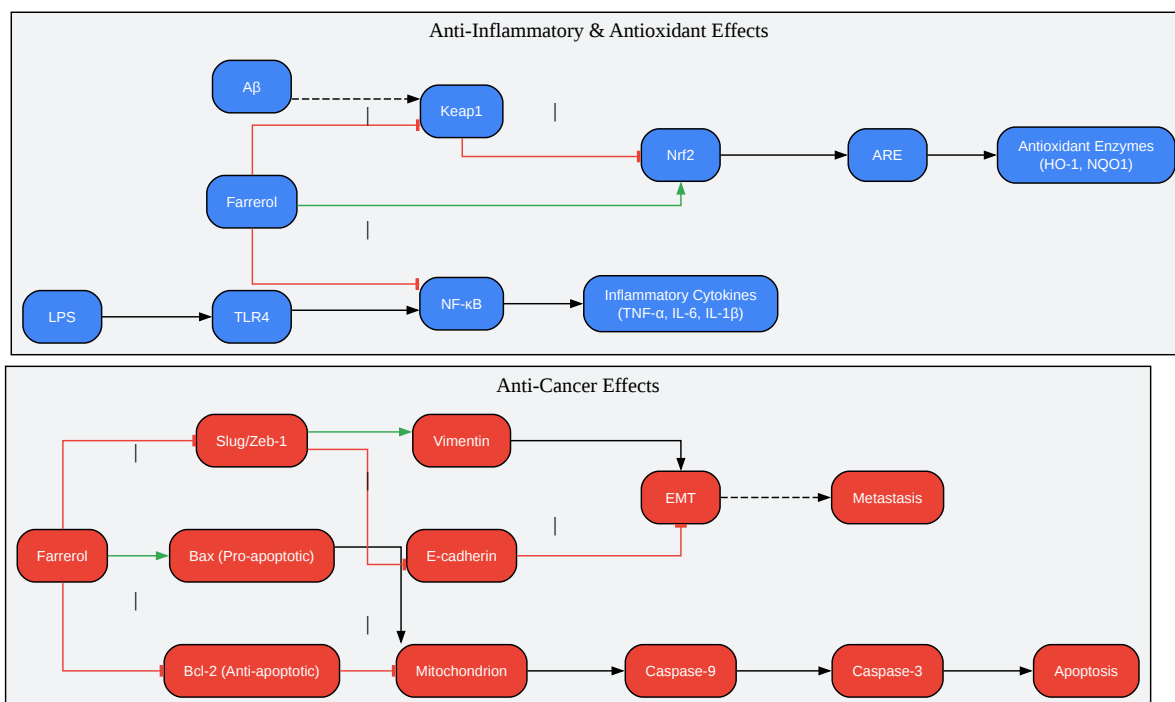 Anti-Inflammatory & Antioxidant Effects
Aβ
Keap1
Nrf2
ARE
Antioxidant Enzymes
(HO-1, NQO1)
Farrerol
LPS
TLR4
NF-κB
Inflammatory Cytokines
(TNF-α, IL-6, IL-1β)
Anti-Cancer Effects
Slug/Zeb-1
Vimentin
EMT
Metastasis
Farrerol
Bax (Pro-apoptotic)
E-cadherin
Bcl-2 (Anti-apoptotic)
Mitochondrion
Caspase-9
Caspase-3
Apoptosis